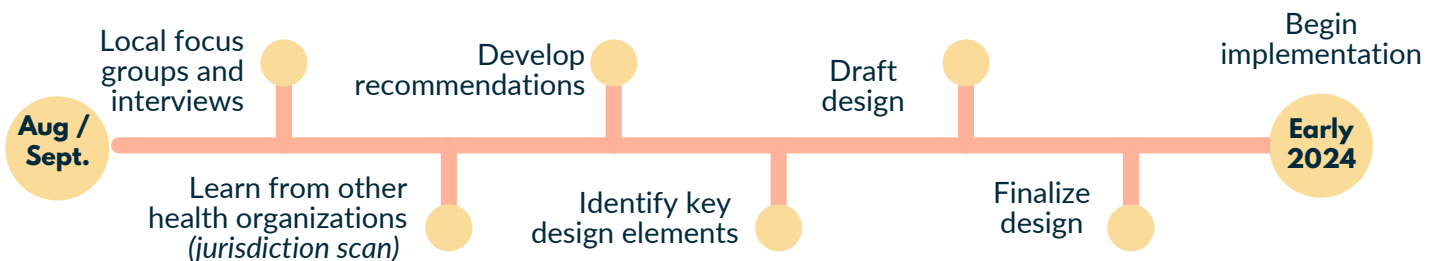 Aug /
Sept.
Local focus
groups and
interviews
Learn from other
health organizations
(jurisdiction scan)
Develop
recommendations
Identify key
design elements
Draft
design
Finalize
design
Begin
implementation
Early
2024